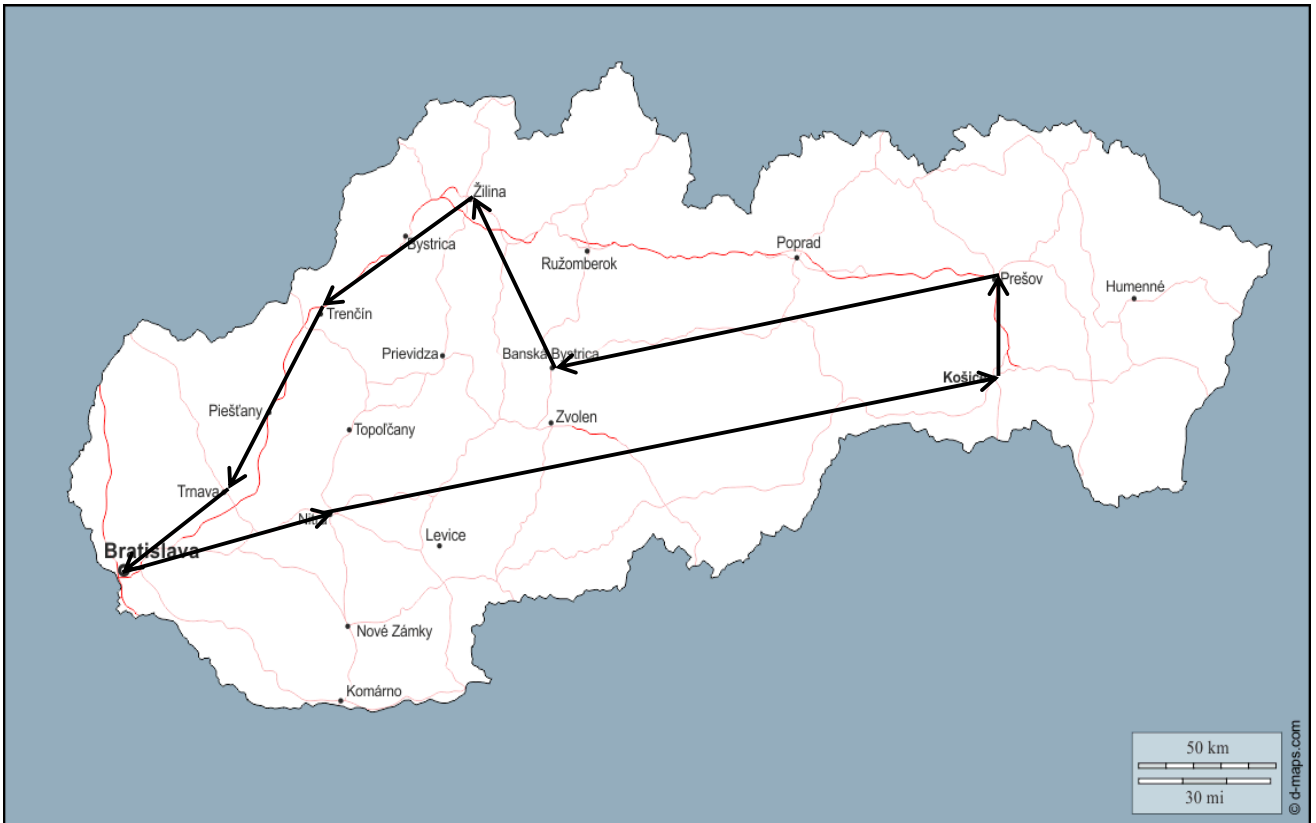 Žilina
Bystrica
Ružomberok
Poprad
Prešov
Humenné
Trenčín
Prievidza
Banská Bystrica
Košice
Piešťany
Topoľčany
Zvolen
Trnava
Nitra
Levice
Bratislava
Nové Zámky
Komárno
50 km
30 mi
© d-maps.com